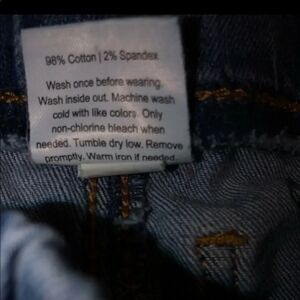 98% Cotton | 2% Spandex
Wash once before wearing.
Wash inside out. Machine wash
cold with like colors. Only
non-chlorine bleach when
needed. Tumble dry low. Remove
promptly. Warm iron if needed.